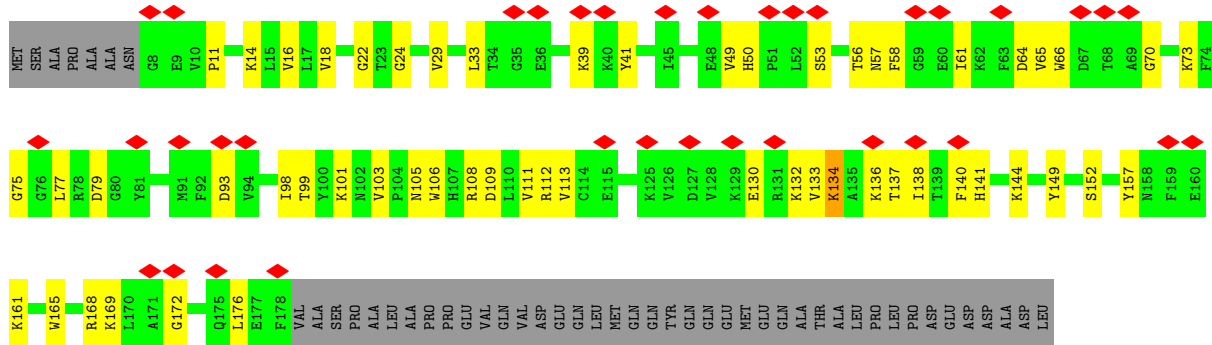 MET SER ALA PRO ALA ALA ASN G8 E9 V10 P11 K14 L15 V16 L17 V18 G22 T23 G24 V29 L33 T34 G35 E36 K39 K40 Y41 I45 E48 V49 H50 P51 L52 S53 T56 N57 F58 G59 E60 I61 K62 F63 D64 V65 W66 D67 T68 A69 G70 K73 F74
G75 G76 L77 R78 D79 G80 Y81 M91 F92 D93 V94 I98 T99 Y100 K101 N102 V103 P104 N105 W106 H107 R108 D109 L110 V111 R112 V113 C114 E115 K125 V126 D127 V128 K129 E130 R131 K132 V133 K134 A135 K136 T137 I138 T139 F140 H141 K144 Y149 S152 Y157 N158 F159 E160
K161 W165 R168 K169 L170 A171 G172 Q175 L176 E177 F178 VAL ALA SER PRO ALA LEU ALA PRO PRO GLU VAL GLN VAL ASP GLU GLN LEU MET GLN GLN TYR GLN GLN GLU MET GLU GLN ALA THR ALA LEU PRO LEU PRO ASP GLU ASP ASP ALA ASP LEU